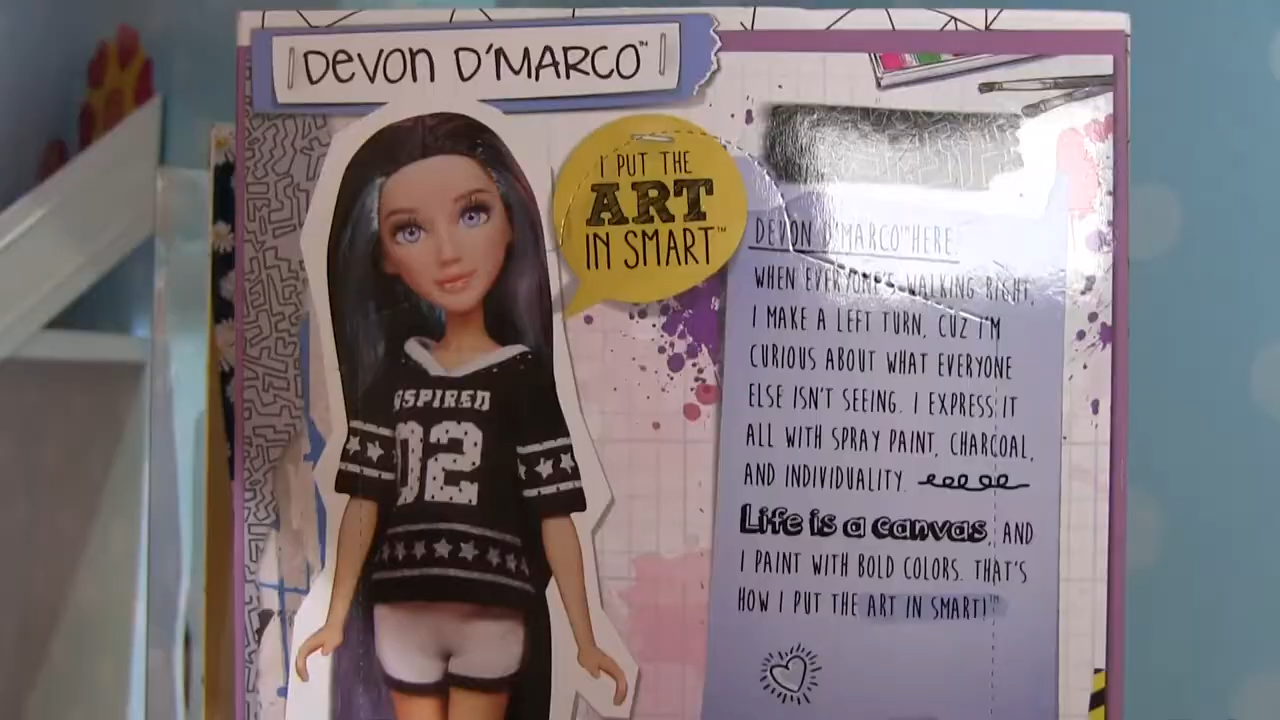 DEVON D'MARCO™
I PUT THE
ART
IN SMART™
DEVON D'MARCO™ HERE.
WHEN EVERYONE'S WALKING RIGHT,
I MAKE A LEFT TURN, CUZ I'M
CURIOUS ABOUT WHAT EVERYONE
ELSE ISN'T SEEING. I EXPRESS IT
ALL WITH SPRAY PAINT, CHARCOAL,
AND INDIVIDUALITY.
Life is a canvas, AND
I PAINT WITH BOLD COLORS. THAT'S
HOW I PUT THE ART IN SMART!™
NSPIRED
02